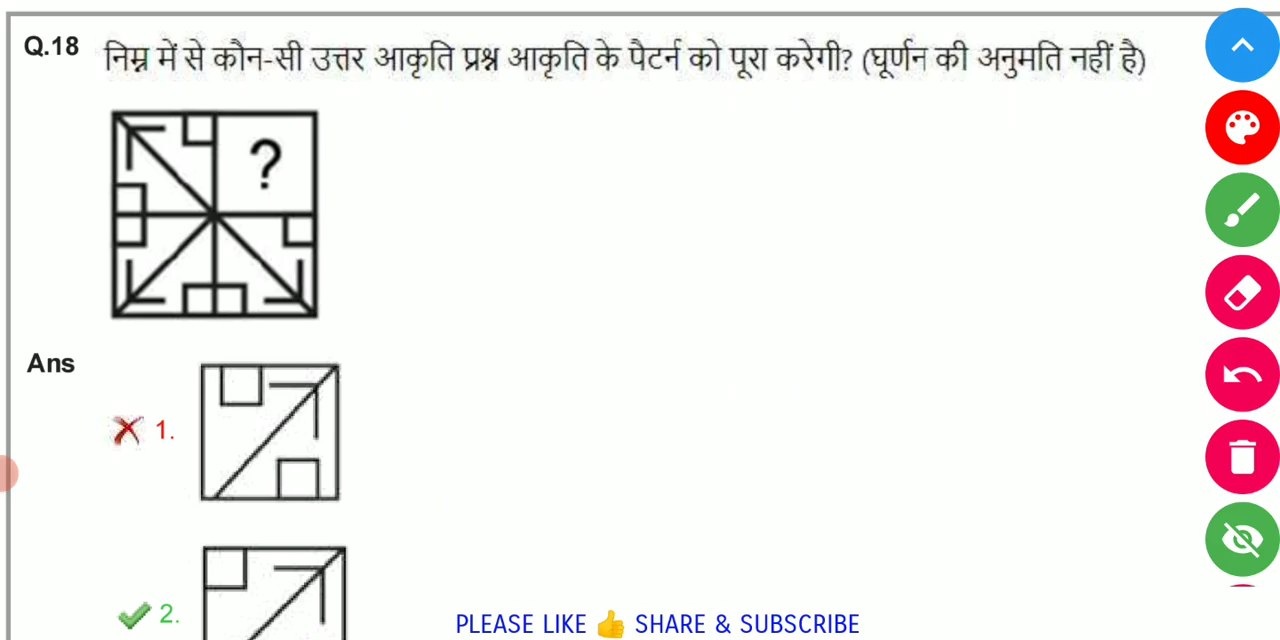 Q.18 निम्न में से कौन-सी उत्तर आकृति प्रश्न आकृति के पैटर्न को पूरा करेगी? (घूर्णन की अनुमति नहीं है)
?
Ans
1.
2.
PLEASE LIKE 👍 SHARE & SUBSCRIBE